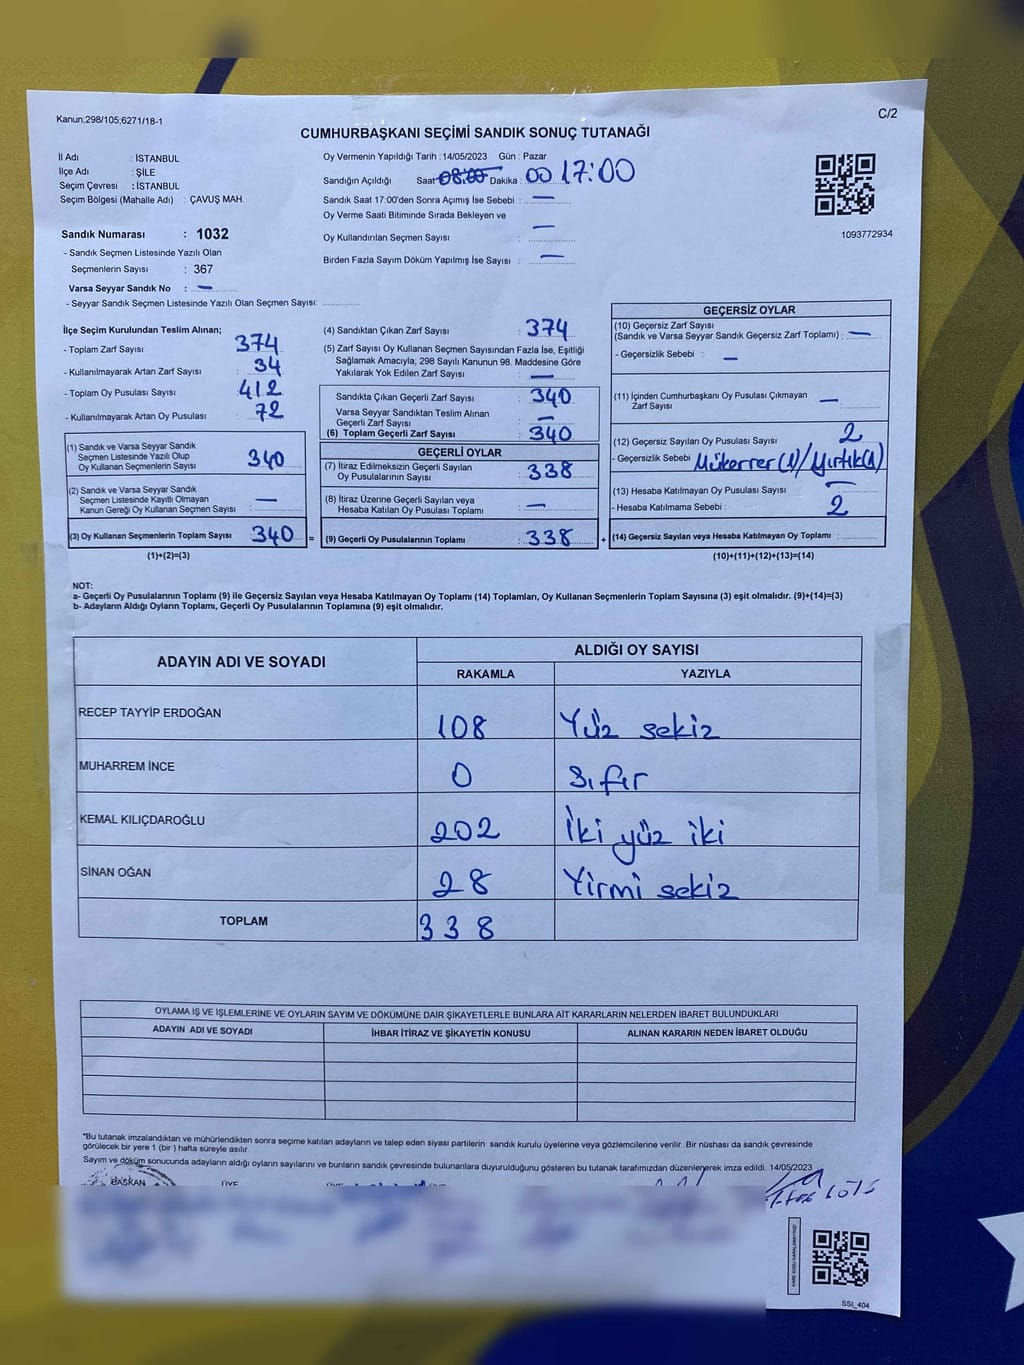 Kanun;298/105;6271/18-1
C/2
CUMHURBAŞKANI SEÇİMİ SANDIK SONUÇ TUTANAĞI
İl Adı : İSTANBUL
İlçe Adı : ŞİLE
Seçim Çevresi : İSTANBUL
Seçim Bölgesi (Mahalle Adı) : ÇAVUŞ MAH.
Oy Vermenin Yapıldığı Tarih : 14/05/2023 Gün : Pazar
Sandığın Açıldığı Saat 08:00 Dakika : 00 17:00
Sandık Saat 17:00'den Sonra Açımış İse Sebebi : —
Oy Verme Saati Bitiminde Sırada Bekleyen ve
Oy Kullandırılan Seçmen Sayısı : —
Birden Fazla Sayım Döküm Yapılmış İse Sayısı : —
1093772934
Sandık Numarası : 1032
- Sandık Seçmen Listesinde Yazılı Olan
Seçmenlerin Sayısı : 367
Varsa Seyyar Sandık No : —
- Seyyar Sandık Seçmen Listesinde Yazılı Olan Seçmen Sayısı:
İlçe Seçim Kurulundan Teslim Alınan;
- Toplam Zarf Sayısı : 374
- Kullanılmayarak Artan Zarf Sayısı : 34
- Toplam Oy Pusulası Sayısı : 412
- Kullanılmayarak Artan Oy Pusulası : 72
(1) Sandık ve Varsa Seyyar Sandık
Seçmen Listesinde Yazılı Olup
Oy Kullanan Seçmenlerin Sayısı : 340
(2) Sandık ve Varsa Seyyar Sandık
Seçmen Listesinde Kayıtlı Olmayan
Kanun Gereği Oy Kullanan Seçmen Sayısı : —
(3) Oy Kullanan Seçmenlerin Toplam Sayısı : 340 =
(1)+(2)=(3)
(4) Sandıktan Çıkan Zarf Sayısı : 374
(5) Zarf Sayısı Oy Kullanan Seçmen Sayısından Fazla İse, Eşitliği
Sağlamak Amacıyla; 298 Sayılı Kanunun 98. Maddesine Göre
Yakılarak Yok Edilen Zarf Sayısı : —
Sandıkta Çıkan Geçerli Zarf Sayısı : 340
Varsa Seyyar Sandıktan Teslim Alınan
Geçerli Zarf Sayısı : —
(6) Toplam Geçerli Zarf Sayısı : 340
GEÇERLİ OYLAR
(7) İtiraz Edilmeksizin Geçerli Sayılan
Oy Pusulalarının Sayısı : 338
(8) İtiraz Üzerine Geçerli Sayılan veya
Hesaba Katılan Oy Pusulası Toplamı : —
(9) Geçerli Oy Pusulalarının Toplamı : 338 +
GEÇERSİZ OYLAR
(10) Geçersiz Zarf Sayısı
(Sandık ve Varsa Seyyar Sandık Geçersiz Zarf Toplamı) : —
- Geçersizlik Sebebi : —
(11) İçinden Cumhurbaşkanı Oy Pusulası Çıkmayan
Zarf Sayısı : —
(12) Geçersiz Sayılan Oy Pusulası Sayısı : 2
- Geçersizlik Sebebi : Mükerrer(1)/Yırtık(1)
(13) Hesaba Katılmayan Oy Pusulası Sayısı : —
- Hesaba Katılmama Sebebi : 2
(14) Geçersiz Sayılan veya Hesaba Katılmayan Oy Toplamı :
(10)+(11)+(12)+(13)=(14)
NOT:
a- Geçerli Oy Pusulalarının Toplamı (9) ile Geçersiz Sayılan veya Hesaba Katılmayan Oy Toplamı (14) Toplamları, Oy Kullanan Seçmenlerin Toplam Sayısına (3) eşit olmalıdır. (9)+(14)=(3)
b- Adayların Aldığı Oyların Toplamı, Geçerli Oy Pusulalarının Toplamına (9) eşit olmalıdır.
ADAYIN ADI VE SOYADI
ALDIĞI OY SAYISI
RAKAMLA YAZIYLA
RECEP TAYYİP ERDOĞAN 108 Yüz sekiz
MUHARREM İNCE 0 Sıfır
KEMAL KILIÇDAROĞLU 202 İki yüz iki
SİNAN OĞAN 28 Yirmi sekiz
TOPLAM 338
OYLAMA İŞ VE İŞLEMLERİNE VE OYLARIN SAYIM VE DÖKÜMÜNE DAİR ŞİKAYETLERLE BUNLARA AİT KARARLARIN NELERDEN İBARET BULUNDUKLARI
ADAYIN ADI VE SOYADI İHBAR İTİRAZ VE ŞİKAYETİN KONUSU ALINAN KARARIN NEDEN İBARET OLDUĞU
"Bu tutanak imzalandıktan ve mühürlendikten sonra seçime katılan adayların ve talep eden siyasi partilerin sandık kurulu üyelerine veya gözlemcilerine verilir. Bir nüshası da sandık çevresinde
görülecek bir yere 1 (bir ) hafta süreyle asılır.
Sayım ve döküm sonucunda adayların aldığı oyların sayılarını ve bunların sandık çevresinde bulunanlara duyurulduğunu gösteren bu tutanak tarafımızdan düzenlenerek imza edildi. 14/05/2023
BAŞKAN ÜYE
SSI_404